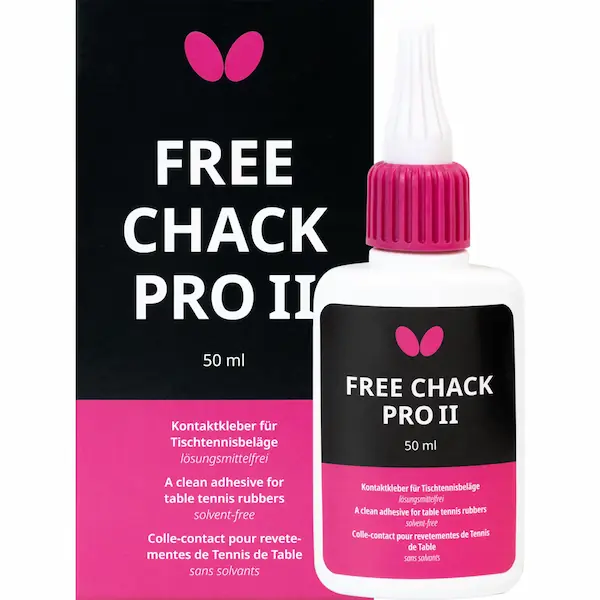 FREE
CHACK
PRO II
50 ml
Kontaktkleber für
Tischtennisbeläge
lösungsmittelfrei
A clean adhesive for
table tennis rubbers
solvent-free
Colle-contact pour revete-
mentes de Tennis de Table
sans solvants
FREE CHACK
PRO II
50 ml
Kontaktkleber für Tischtennisbeläge
lösungsmittelfrei
A clean adhesive for table tennis rubbers
solvent-free
Colle-contact pour revetementes de Tennis
de Table
sans solvants